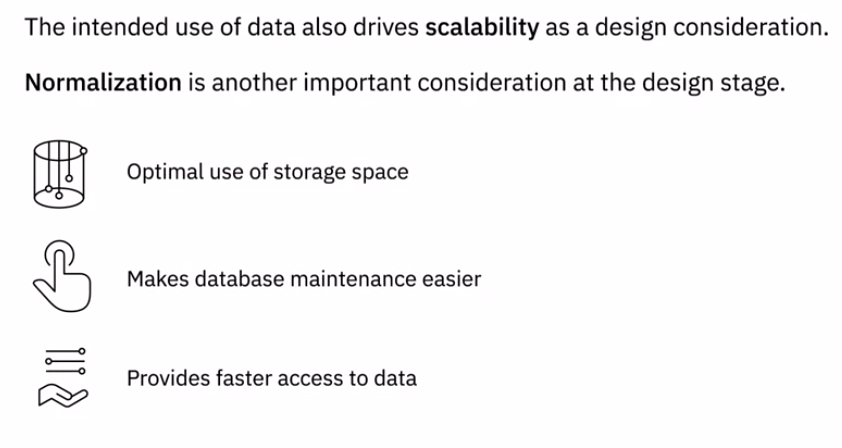 The intended use of data also drives scalability as a design consideration.
Normalization is another important consideration at the design stage.
Optimal use of storage space
Makes database maintenance easier
Provides faster access to data